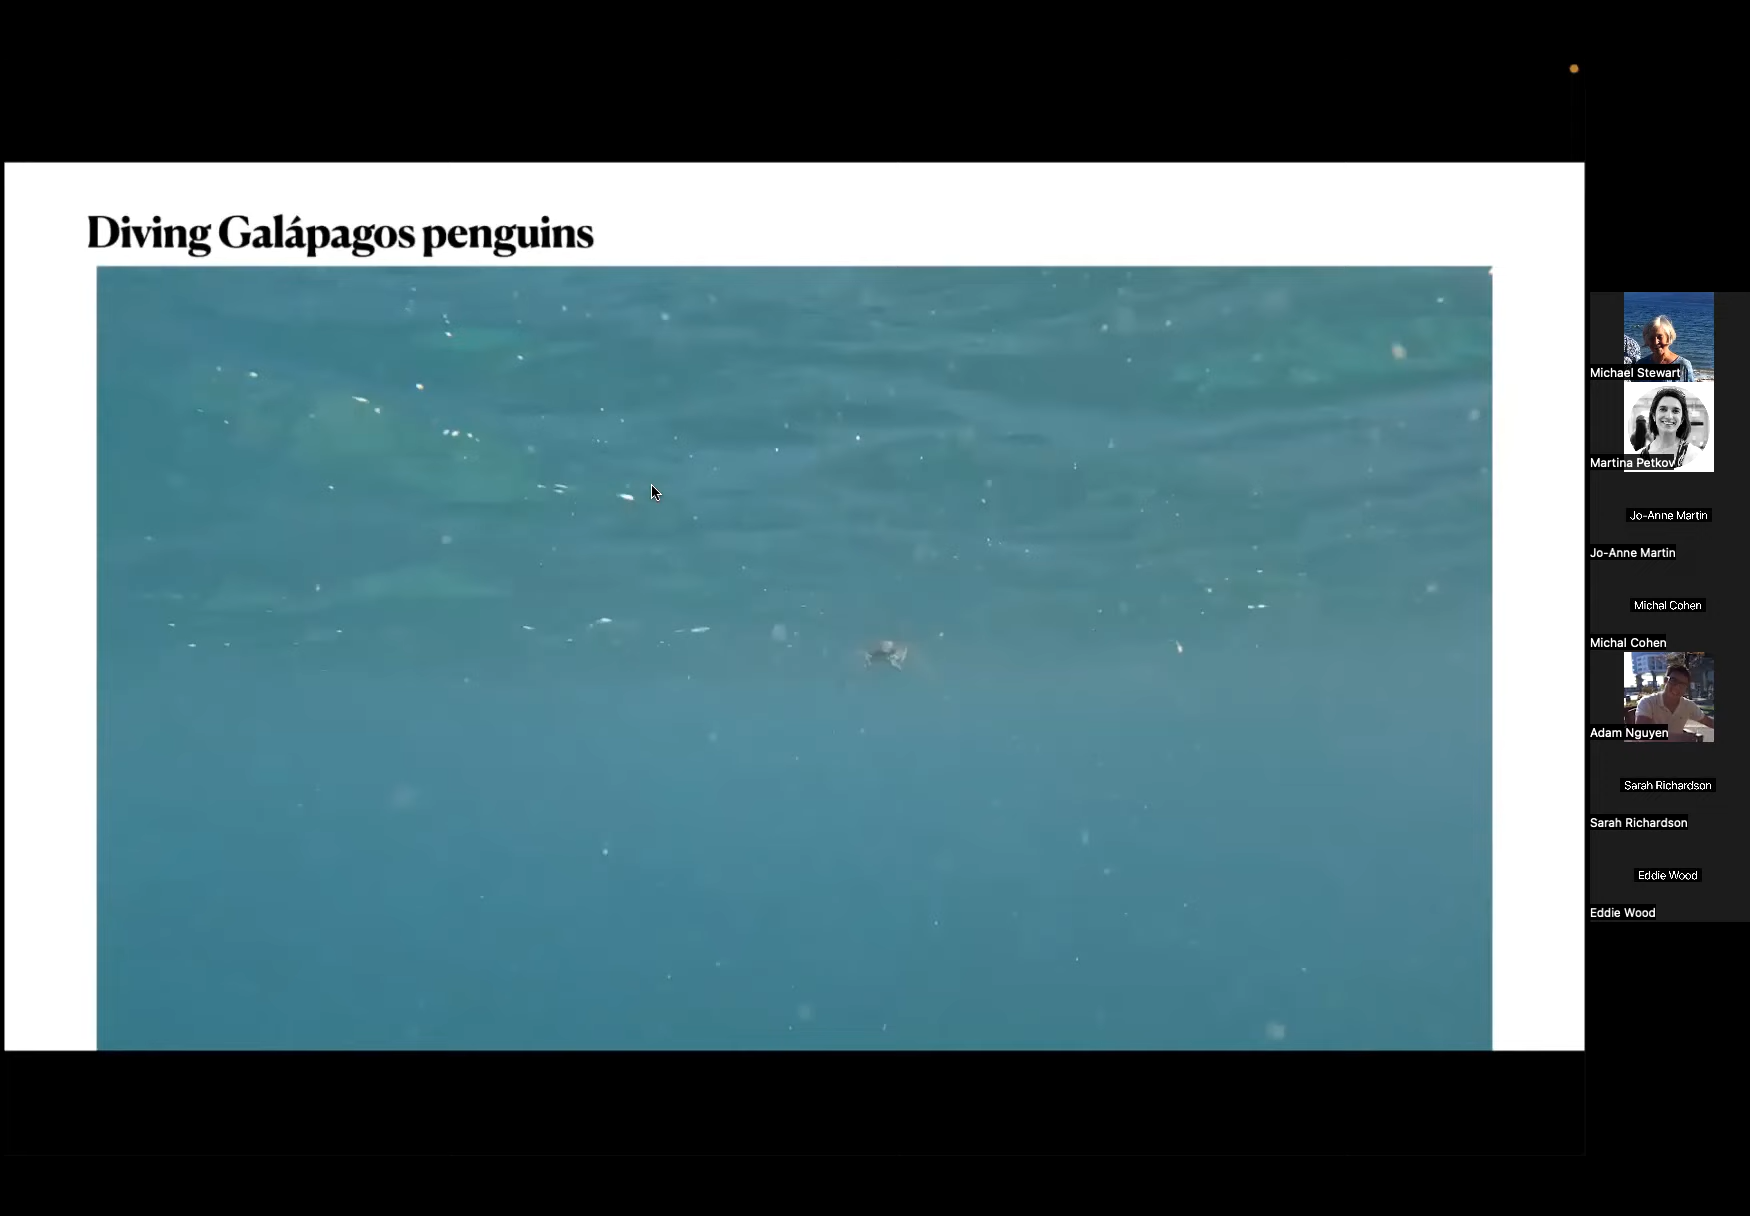 Diving Galápagos penguins
Michael Stewart
Martina Petkov
Jo-Anne Martin
Jo-Anne Martin
Michal Cohen
Michal Cohen
Adam Nguyen
Sarah Richardson
Sarah Richardson
Eddie Wood
Eddie Wood